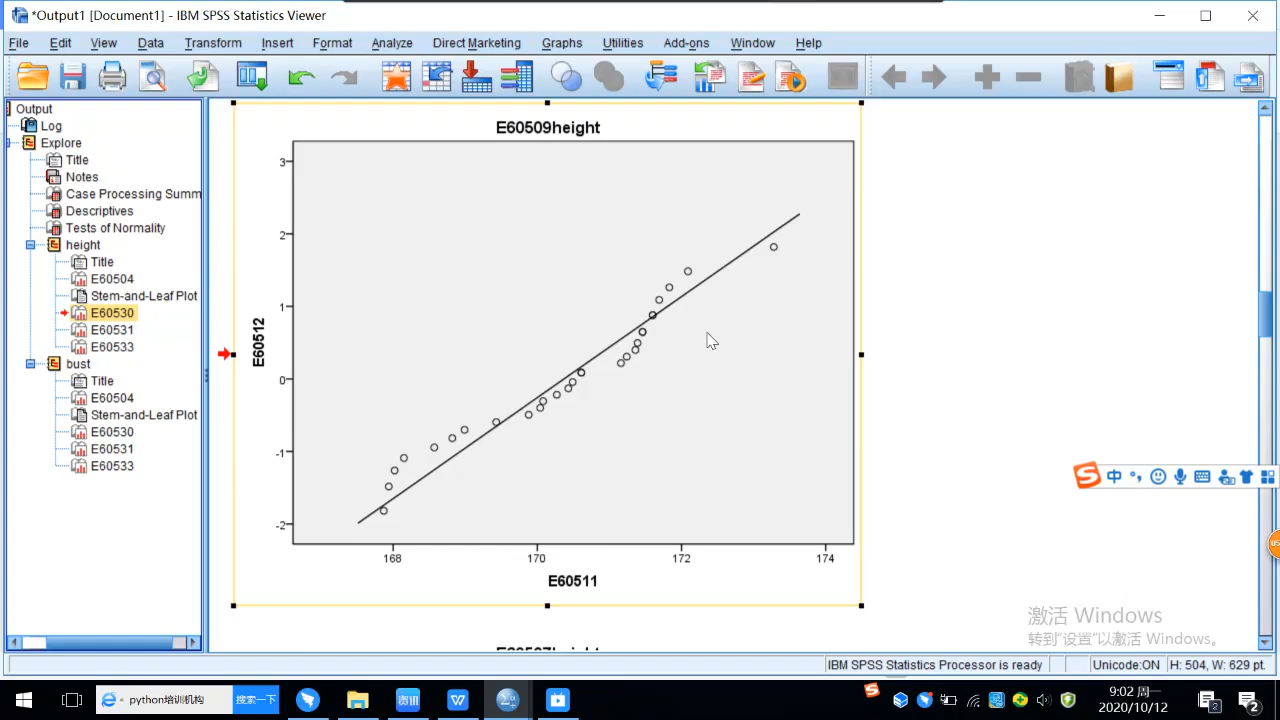 *Output1 [Document1] - IBM SPSS Statistics Viewer
File Edit View Data Transform Insert Format Analyze Direct Marketing Graphs Utilities Add-ons Window Help
Output
Log
Explore
Title
Notes
Case Processing Summ
Descriptives
Tests of Normality
height
Title
E60504
Stem-and-Leaf Plot
E60530
E60531
E60533
bust
Title
E60504
Stem-and-Leaf Plot
E60530
E60531
E60533
E60509height
3
2
1
0
-1
-2
E60512
168 170 172 174
E60511
中
激活 Windows
转到"设置"以激活 Windows。
IBM SPSS Statistics Processor is ready
Unicode:ON
H: 504, W: 629 pt.
python培训机构
搜索一下
资讯
9:02 周一
2020/10/12
2
2